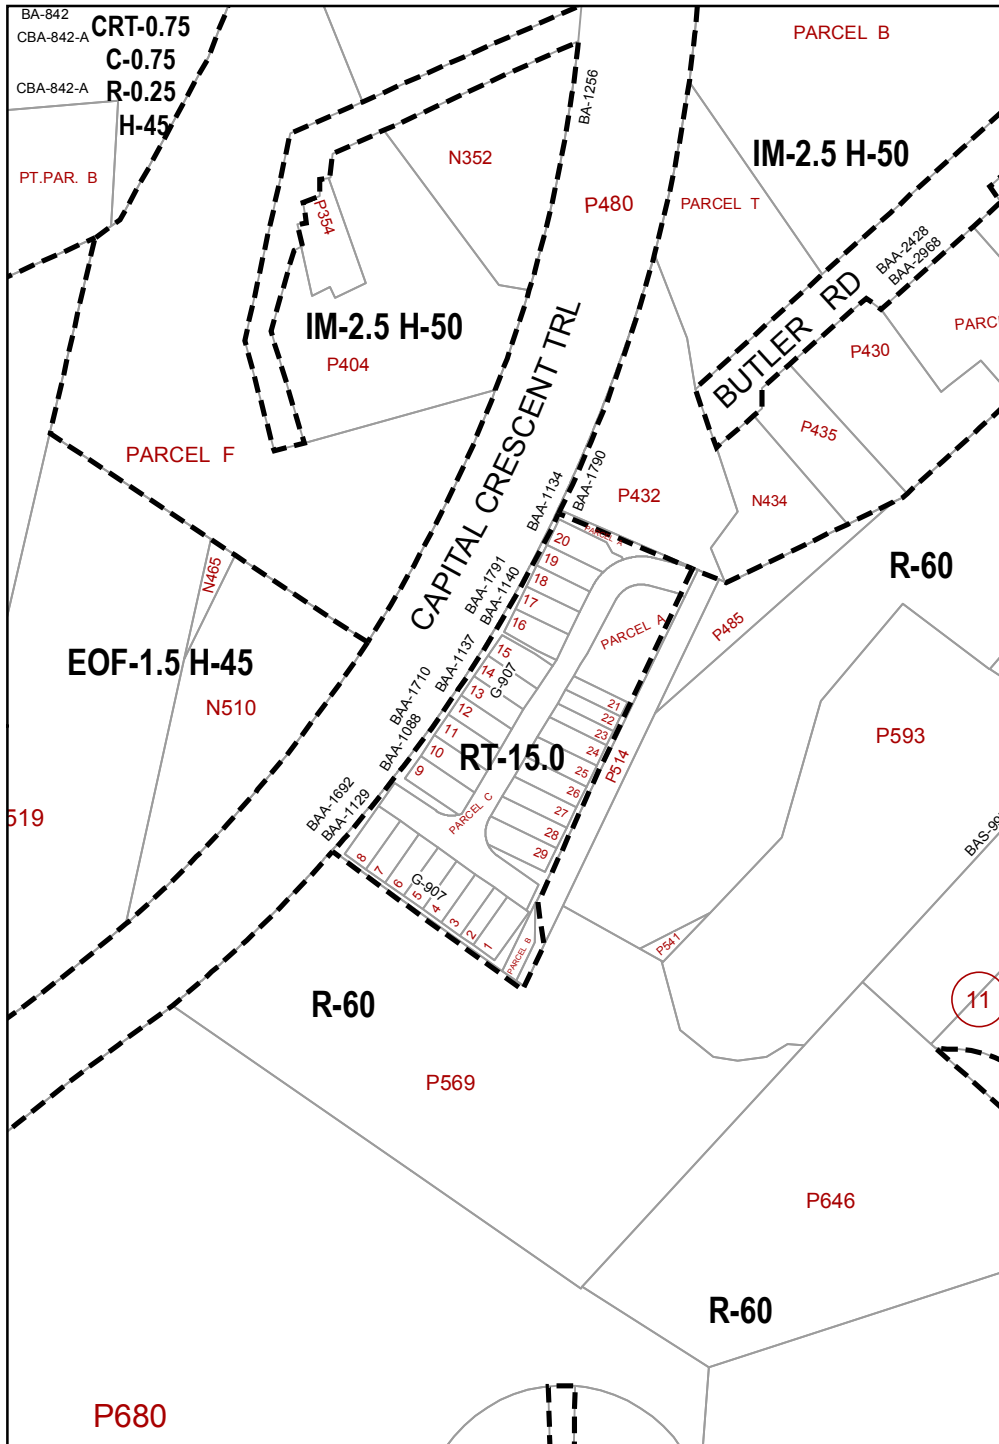 BA-842
CBA-842-A
CBA-842-A
CRT-0.75
C-0.75
R-0.25
H-45
PT.PAR. B
PARCEL B
BA-1256
N352
IM-2.5 H-50
P354
P480
PARCEL T
BAA-2428
BAA-2968
BUTLER RD
IM-2.5 H-50
P404
P430
PARC
CAPITAL CRESCENT TRL
P435
PARCEL F
BAA-1134
BAA-1790
P432
N434
PARCEL A
20
19
18
17
16
N465
BAA-1791
BAA-1140
R-60
PARCEL A
P485
EOF-1.5 H-45
N510
BAA-1137
15
14
13
12
11
10
9
G-907
BAA-1710
BAA-1088
21
22
23
24
25
26
27
28
29
RT-15.0
P514
P593
519
BAA-1692
BAA-1129
PARCEL C
BAS-99
8
7
6
5
4
3
2
1
G-907
PARCEL B
P541
R-60
11
P569
P646
R-60
P680